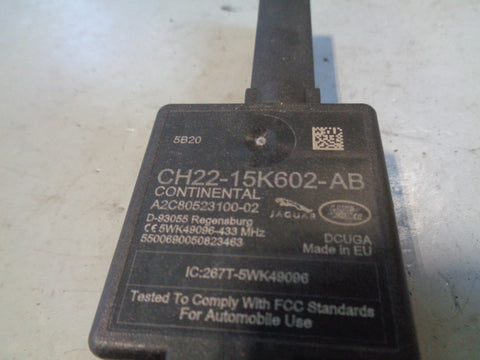 5B20
CH22-15K602-AB
CONTINENTAL
A2C80523100-02
D-93055 Regensburg
CE 5WK49096-433 MHz
5500690050823463
JAGUAR
DCUGA
Made in EU
IC:267T-5WK49096
Tested To Comply With FCC Standards
For Automobile Use